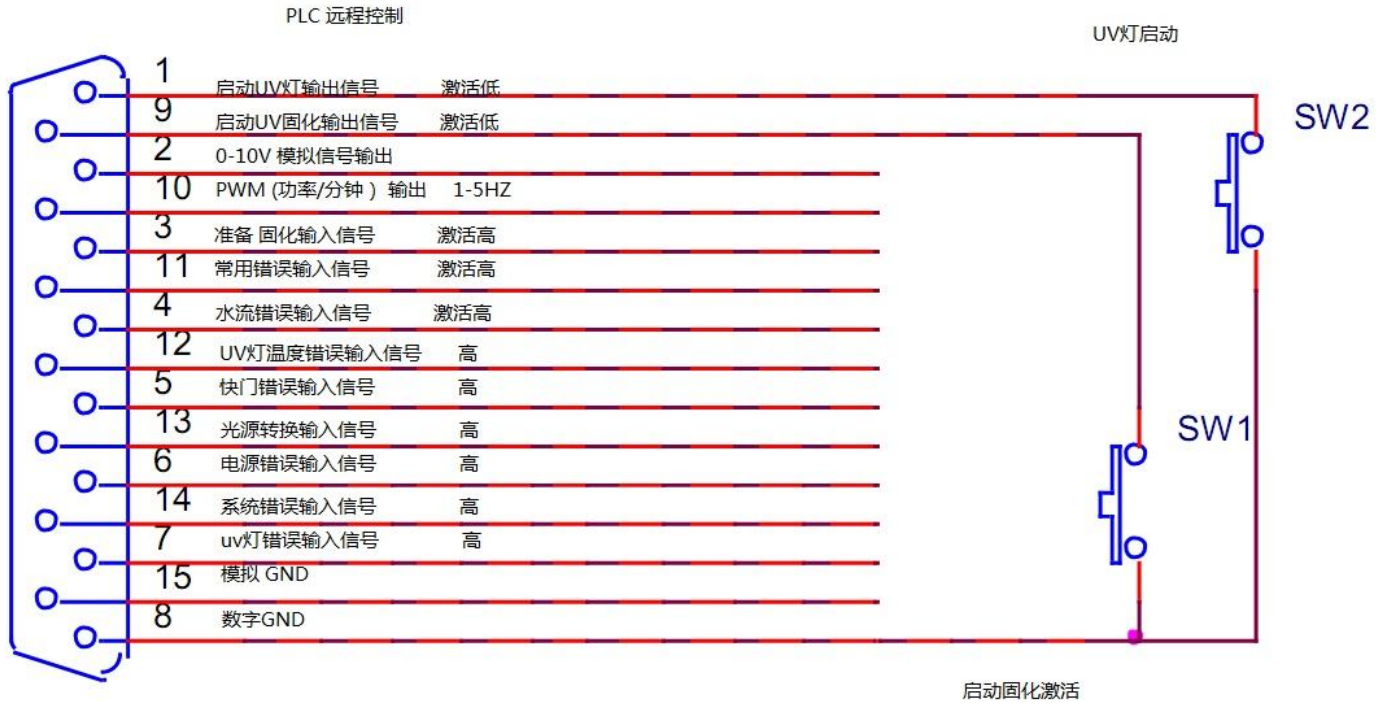 PLC 远程控制
UV灯启动
1 启动UV灯输出信号 激活低
9 启动UV固化输出信号 激活低
SW2
2 0-10V 模拟信号输出
10 PWM (功率/分钟 ) 输出 1-5HZ
3 准备 固化输入信号 激活高
11 常用错误输入信号 激活高
4 水流错误输入信号 激活高
12 UV灯温度错误输入信号 高
5 快门错误输入信号 高
13 光源转换输入信号 高
SW1
6 电源错误输入信号 高
14 系统错误输入信号 高
7 uv灯错误输入信号 高
15 模拟 GND
8 数字GND
启动固化激活